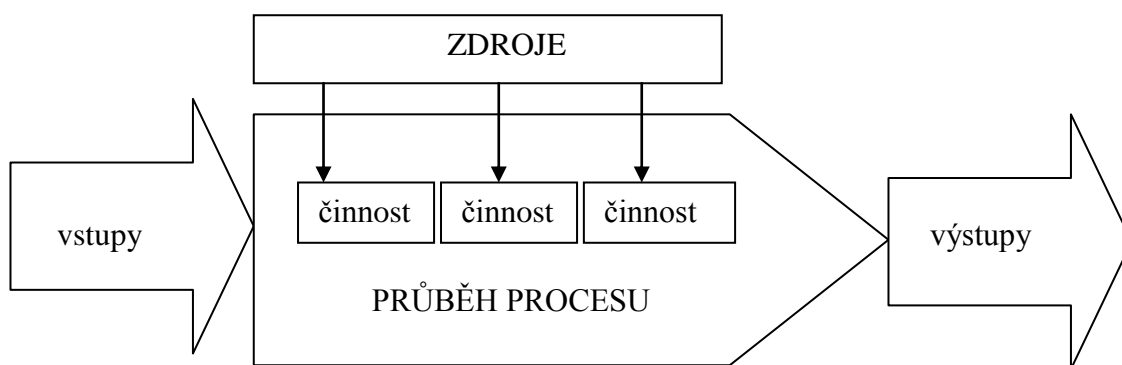 ZDROJE
činnost činnost činnost
vstupy
výstupy
PRŮBĚH PROCESU